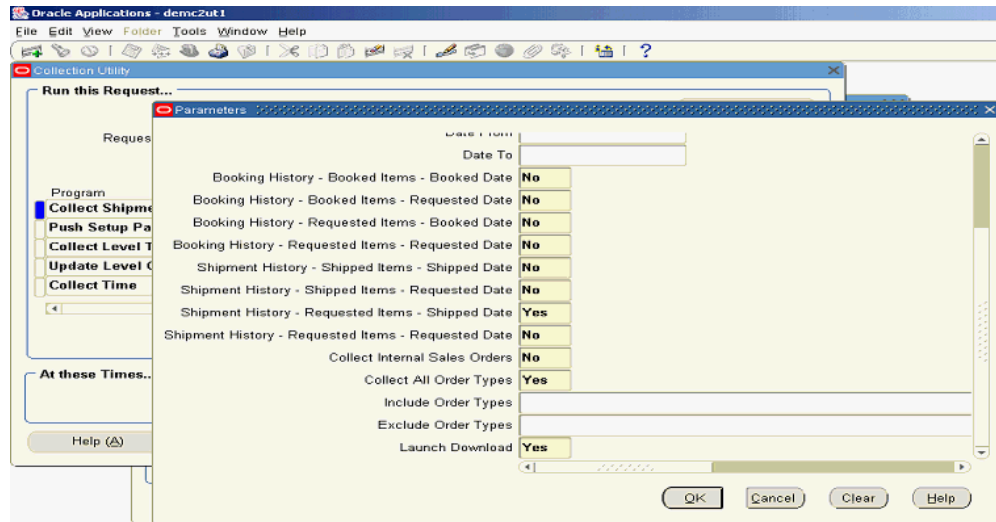 Oracle Applications - demc2ut1
File Edit View Folder Tools Window Help
Collection Utility
Run this Request...
Parameters
Reques
Date From
Date To
Booking History - Booked Items - Booked Date No
Program
Booking History - Booked Items - Requested Date No
Collect Shipme
Booking History - Requested Items - Booked Date No
Push Setup Pa
Booking History - Requested Items - Requested Date No
Collect Level T
Shipment History - Shipped Items - Shipped Date No
Update Level
Shipment History - Shipped Items - Requested Date No
Collect Time
Shipment History - Requested Items - Shipped Date Yes
Shipment History - Requested Items - Requested Date No
Collect Internal Sales Orders No
At these Times..
Collect All Order Types Yes
Include Order Types
Exclude Order Types
Help (A)
Launch Download Yes
OK Cancel Clear Help